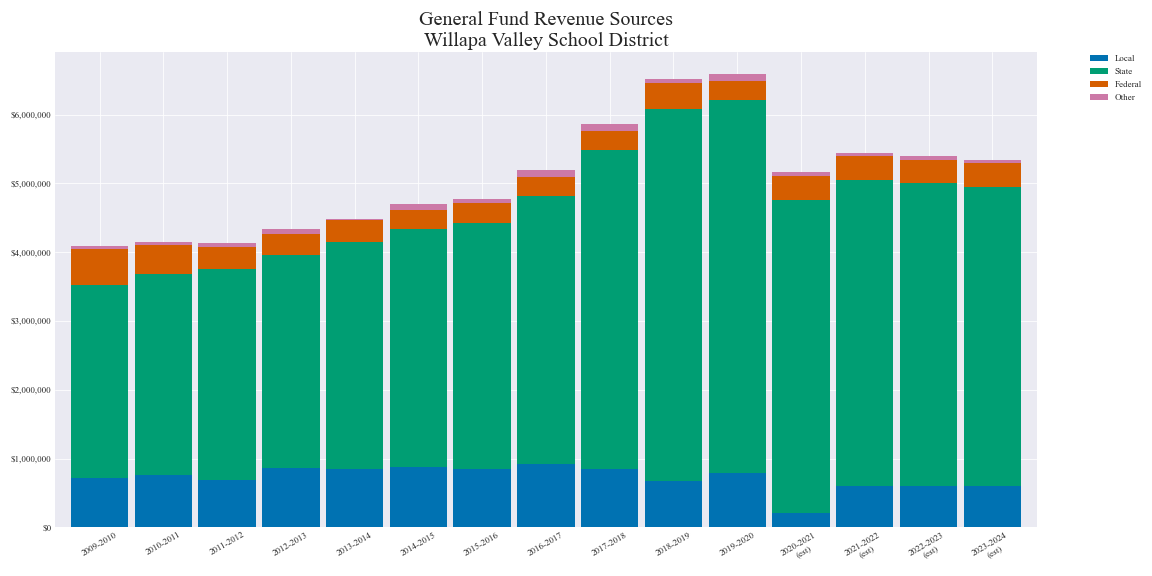 General Fund Revenue Sources
Willapa Valley School District
Local
State
Federal
Other
$6,000,000
$5,000,000
$4,000,000
$3,000,000
$2,000,000
$1,000,000
$0
2009-2010
2010-2011
2011-2012
2012-2013
2013-2014
2014-2015
2015-2016
2016-2017
2017-2018
2018-2019
2019-2020
2020-2021
(est)
2021-2022
(est)
2022-2023
(est)
2023-2024
(est)